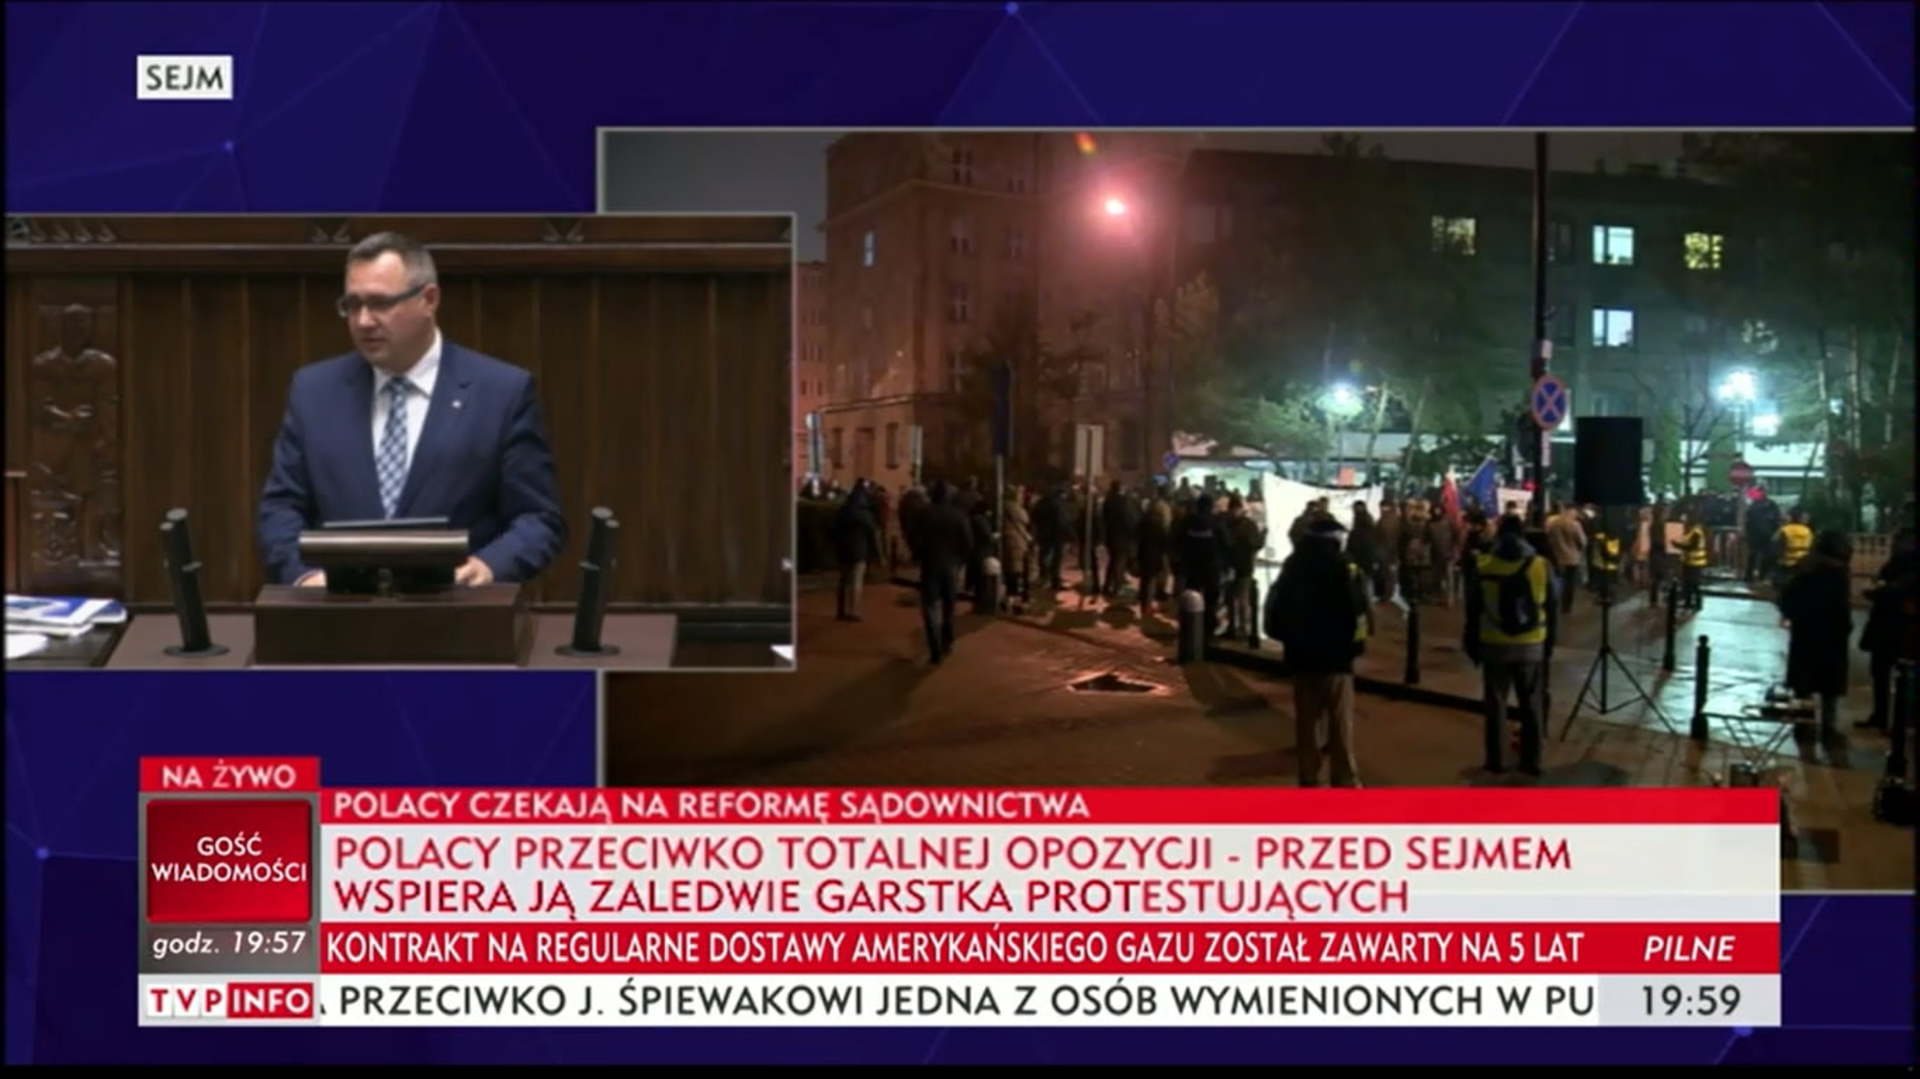 SEJM
NA ŻYWO
POLACY CZEKAJĄ NA REFORMĘ SĄDOWNICTWA
GOŚĆ
WIADOMOŚCI
POLACY PRZECIWKO TOTALNEJ OPOZYCJI - PRZED SEJMEM
WSPIERA JĄ ZALEDWIE GARSTKA PROTESTUJĄCYCH
godz. 19:57
KONTRAKT NA REGULARNE DOSTAWY AMERYKAŃSKIEGO GAZU ZOSTAŁ ZAWARTY NA 5 LAT PILNE
TVP INFO
PRZECIWKO J. ŚPIEWAKOWI JEDNA Z OSÓB WYMIENIONYCH W PU 19:59